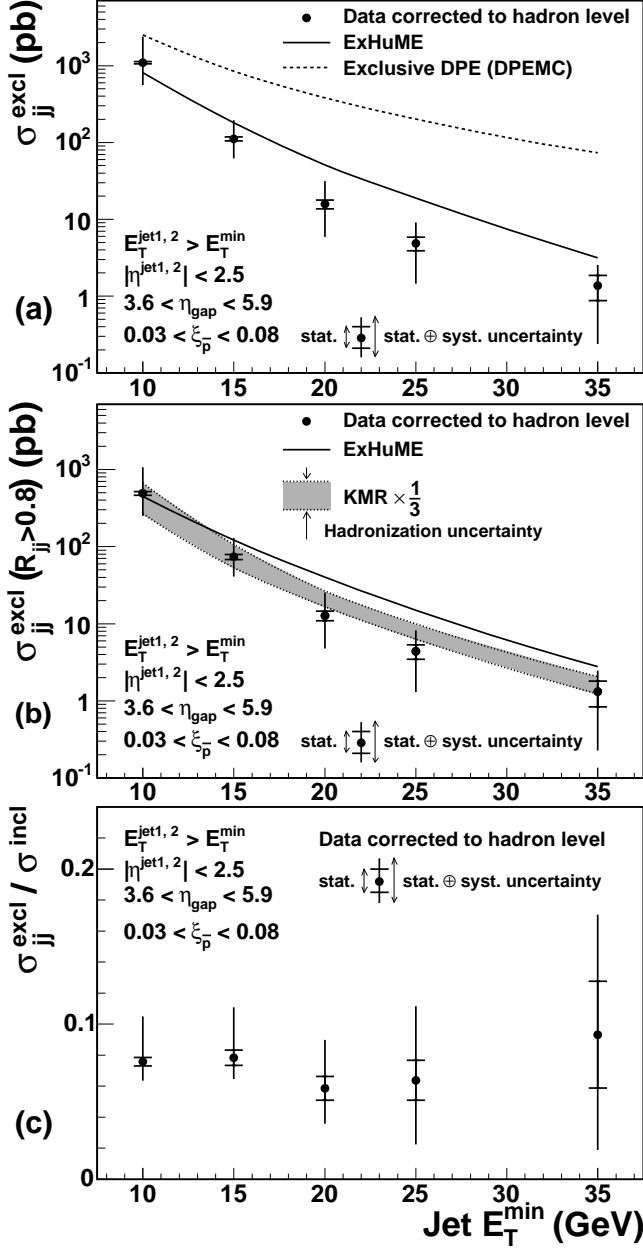 Data corrected to hadron level
ExHuME
Exclusive DPE (DPEMC)
σ_jj^excl (pb)
10^3
10^2
10
1
10^-1
E_T^jet1, 2 > E_T^min
|η^jet1, 2| < 2.5
3.6 < η_gap < 5.9
0.03 < ξ_p̅ < 0.08
(a)
stat. stat. ⊕ syst. uncertainty
10 15 20 25 30 35
Data corrected to hadron level
ExHuME
KMR × 1/3
Hadronization uncertainty
σ_jj^excl (R_jj>0.8) (pb)
10^3
10^2
10
1
10^-1
E_T^jet1, 2 > E_T^min
|η^jet1, 2| < 2.5
3.6 < η_gap < 5.9
0.03 < ξ_p̅ < 0.08
(b)
stat. stat. ⊕ syst. uncertainty
10 15 20 25 30 35
σ_jj^excl / σ^incl
E_T^jet1, 2 > E_T^min
|η^jet1, 2| < 2.5
3.6 < η_gap < 5.9
0.03 < ξ_p̅ < 0.08
Data corrected to hadron level
stat. stat. ⊕ syst. uncertainty
0.2
0.1
0
(c)
10 15 20 25 30 35
Jet E_T^min (GeV)